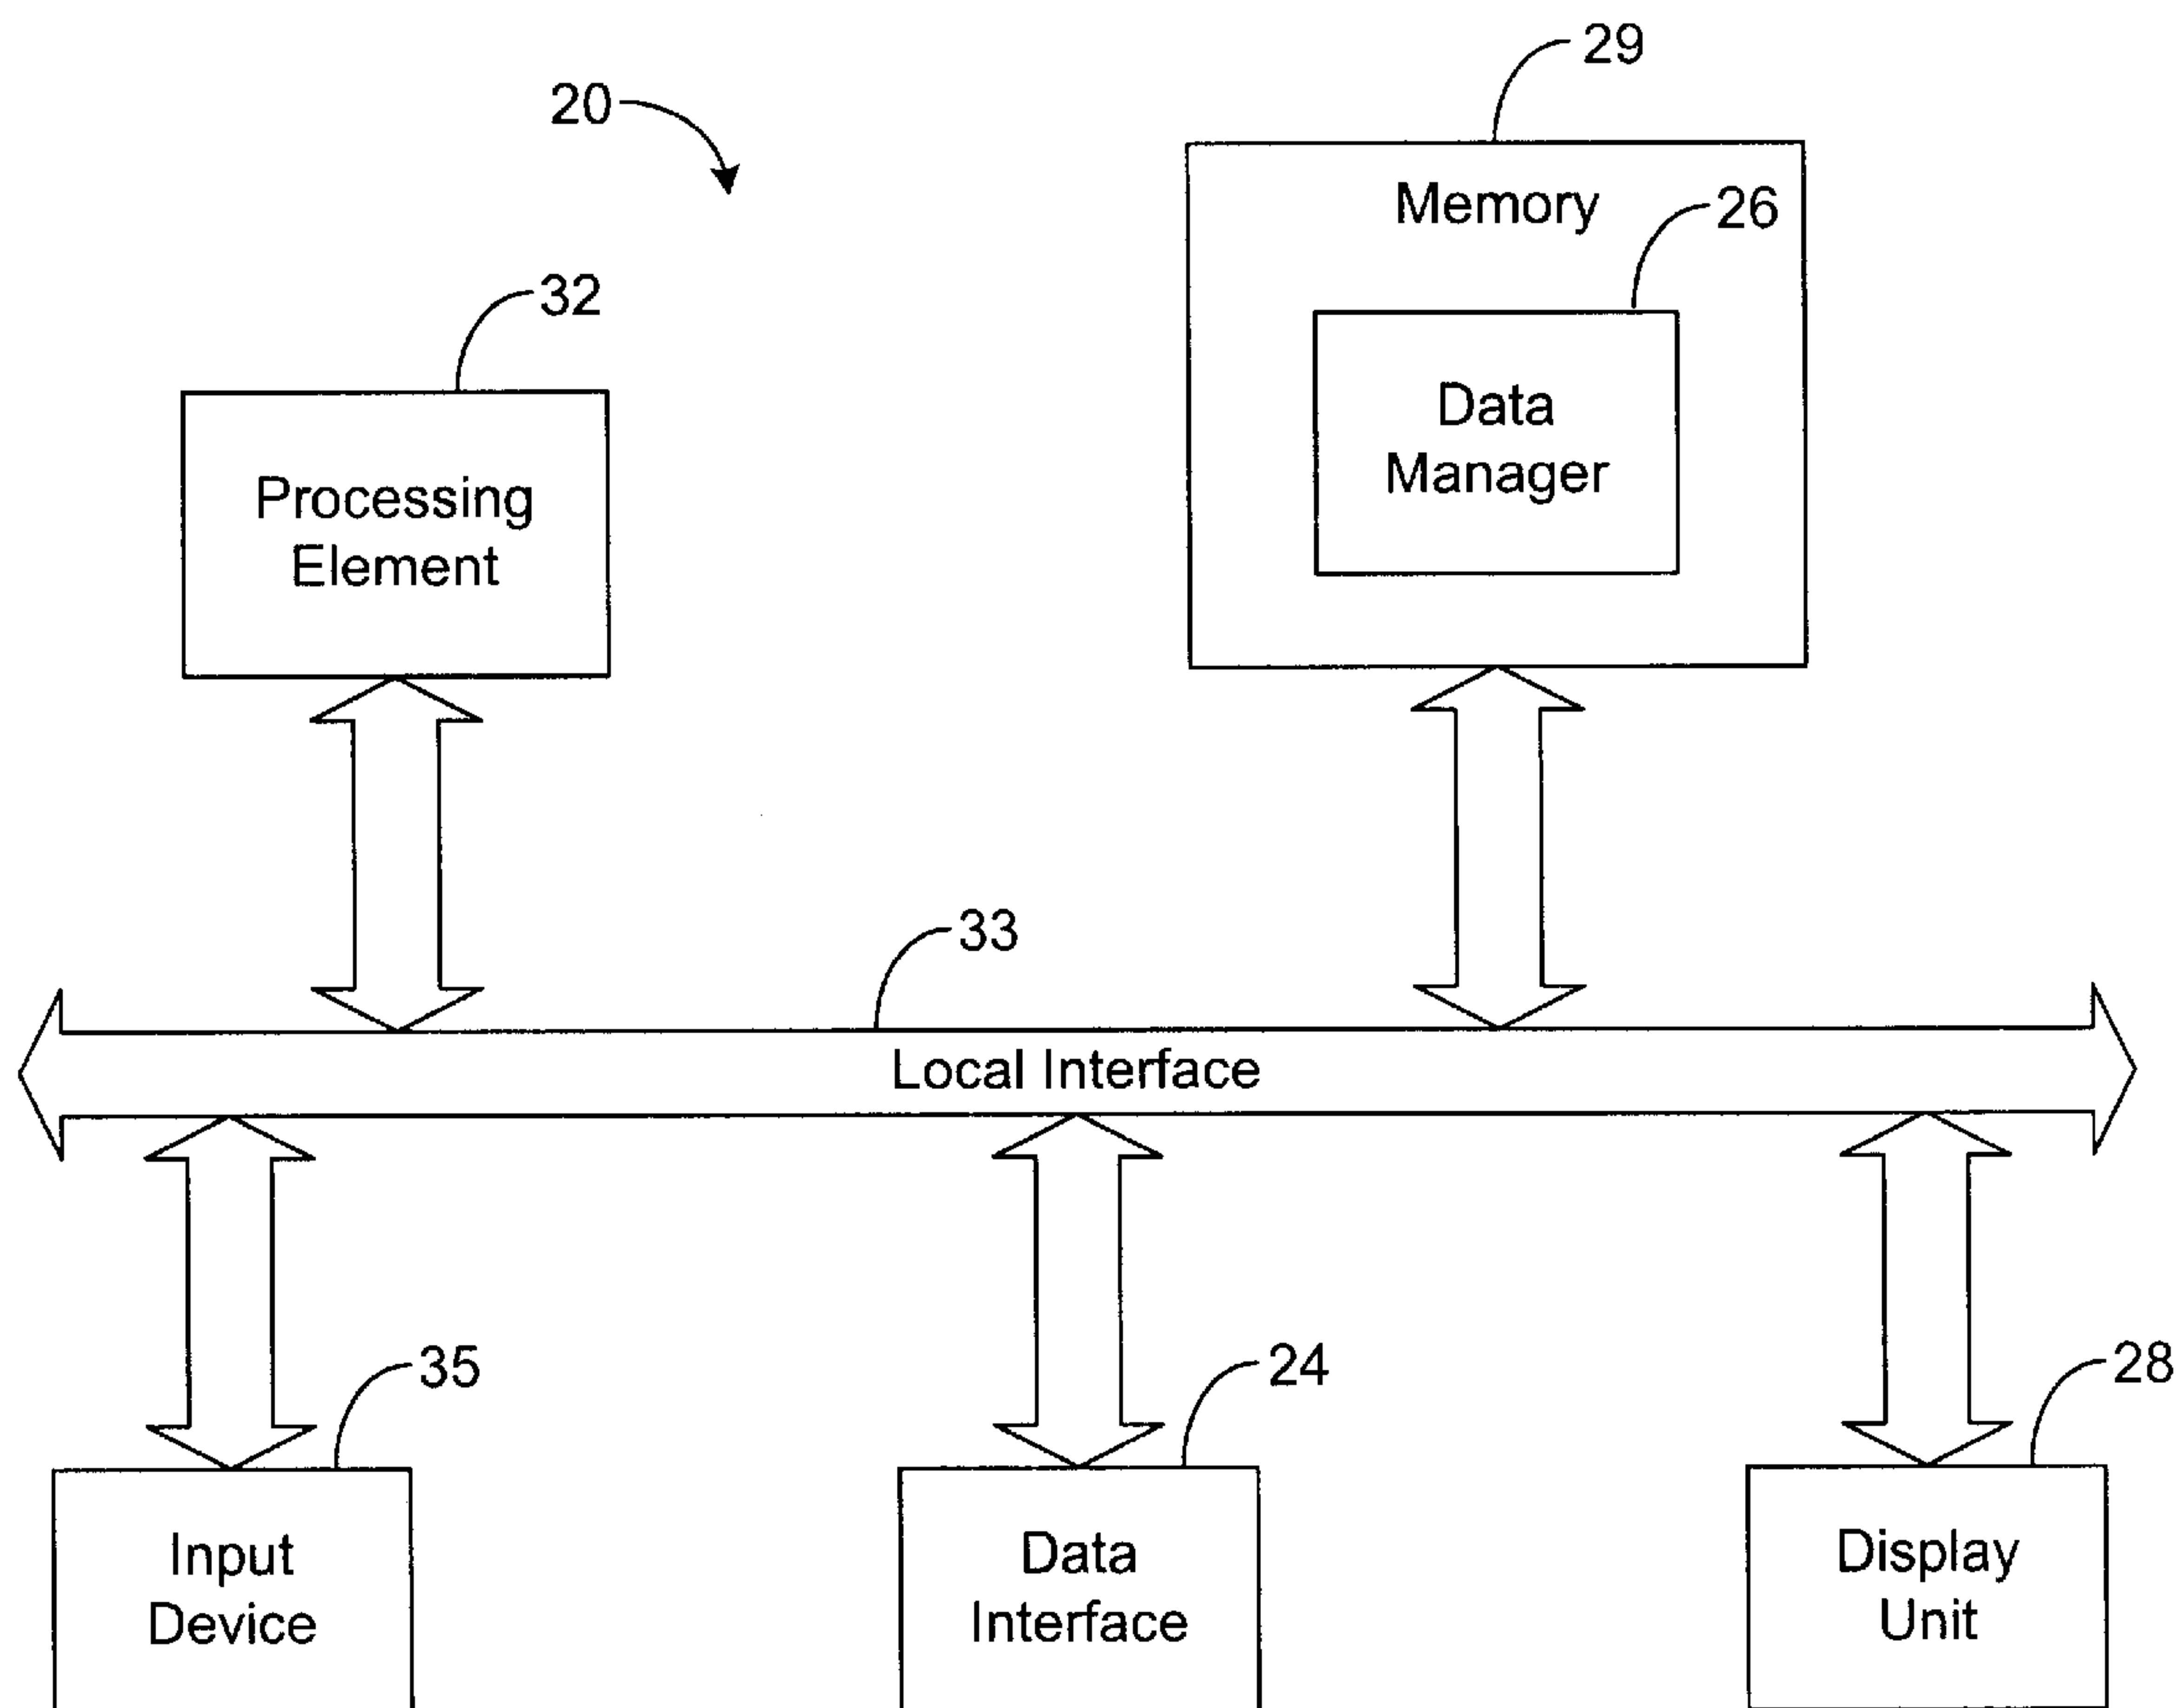 29
20
Memory
26
32
Data
Manager
Processing
Element
33
Local Interface
35
24
28
Input
Device
Data
Interface
Display
Unit